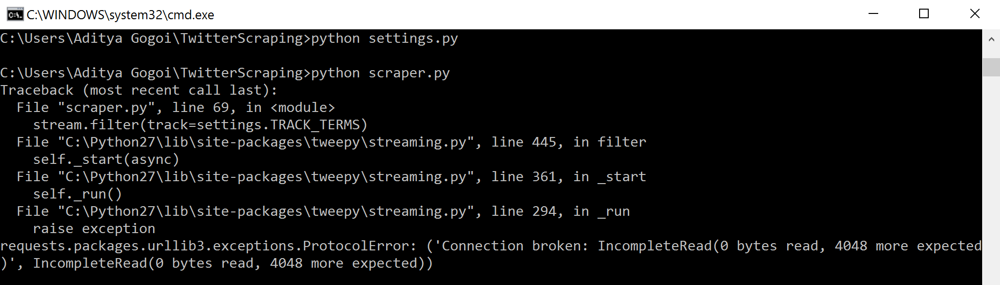 C:\WINDOWS\system32\cmd.exe
C:\Users\Aditya Gogoi\TwitterScraping>python settings.py
C:\Users\Aditya Gogoi\TwitterScraping>python scraper.py
Traceback (most recent call last):
  File "scraper.py", line 69, in <module>
    stream.filter(track=settings.TRACK_TERMS)
  File "C:\Python27\lib\site-packages\tweepy\streaming.py", line 445, in filter
    self._start(async)
  File "C:\Python27\lib\site-packages\tweepy\streaming.py", line 361, in _start
    self._run()
  File "C:\Python27\lib\site-packages\tweepy\streaming.py", line 294, in _run
    raise exception
requests.packages.urllib3.exceptions.ProtocolError: ('Connection broken: IncompleteRead(0 bytes read, 4048 more expected
)', IncompleteRead(0 bytes read, 4048 more expected))